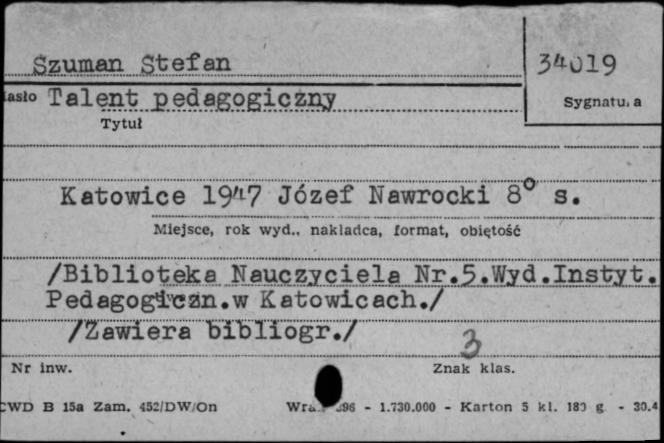 Szuman Stefan
34019
Hasło Talent pedagogiczny
Sygnatura
Tytuł
Katowice 1947 Józef Nawrocki 8° s.
Miejsce, rok wyd., nakładca, format, objętość
/Biblioteka Nauczyciela Nr.5.Wyd.Instyt.
Pedagogiczn.w Katowicach./
/Zawiera bibliogr./
3
Nr inw.
Znak klas.
CWD B 15a Zam. 452/DW/On
396 - 1.730.000 - Karton 5 kl. 180 g - 30.4